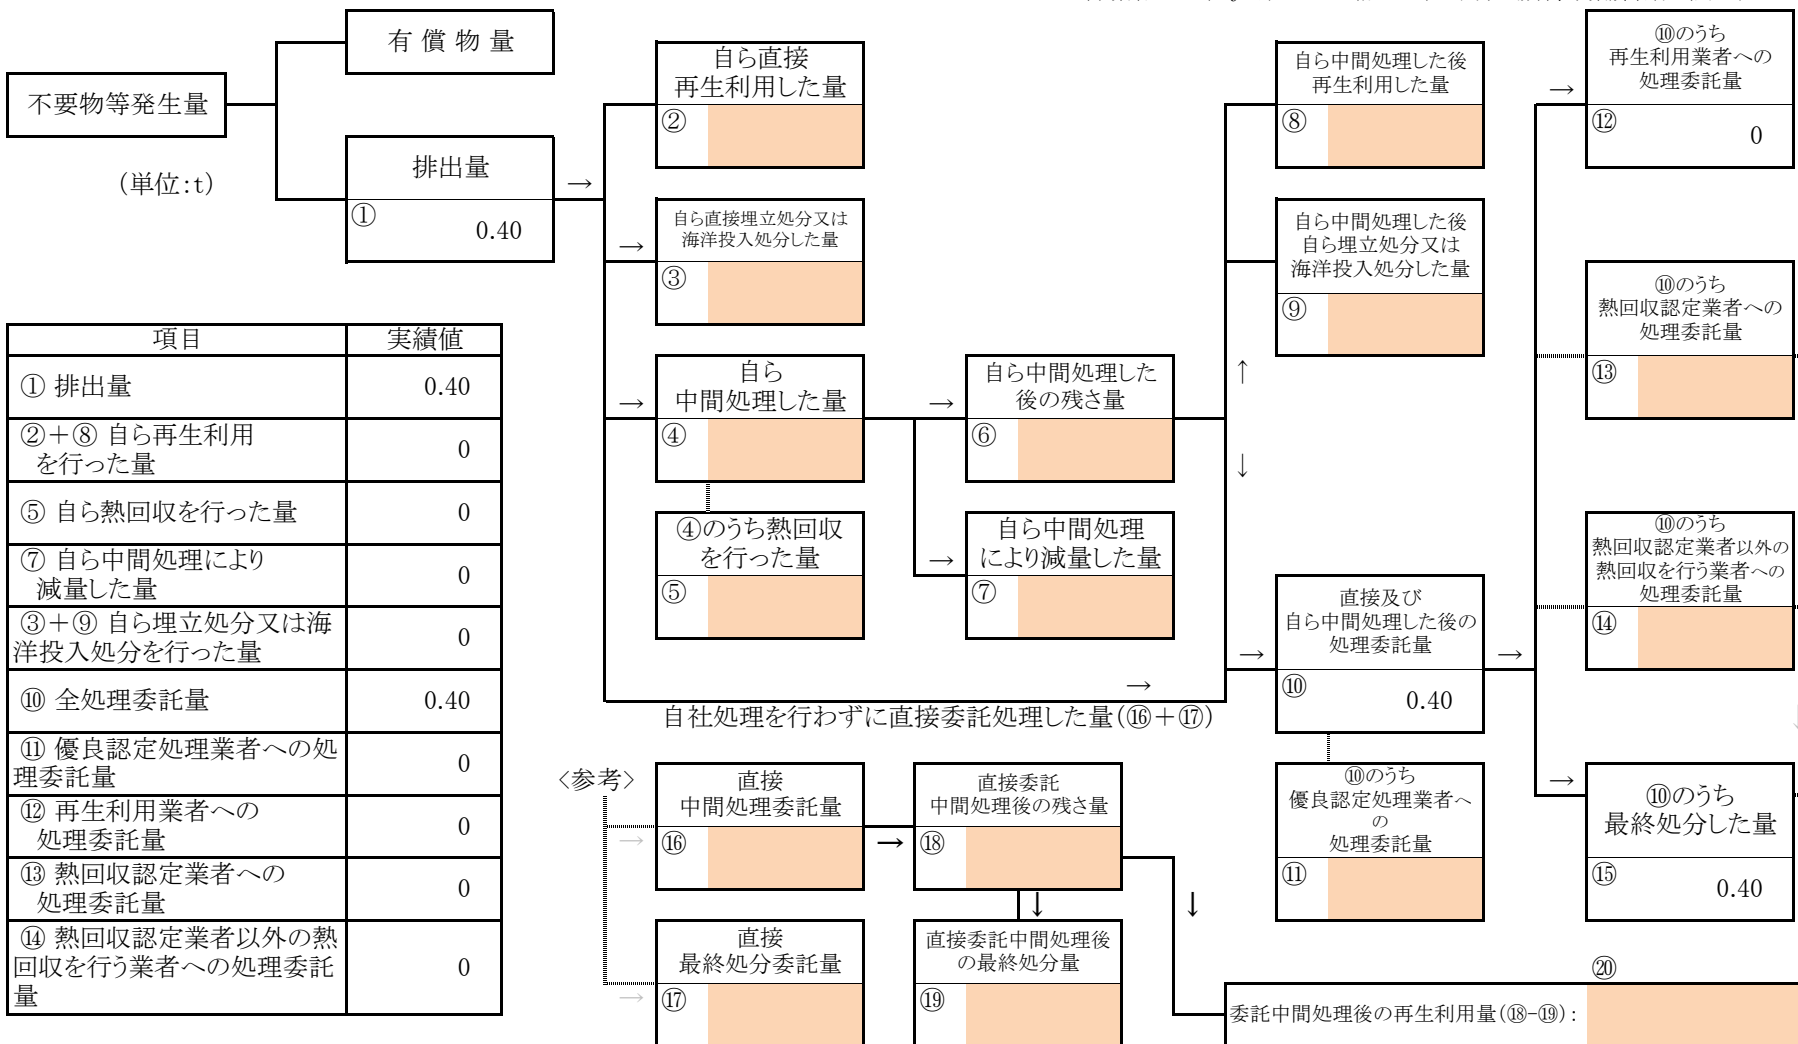 不要物等発生量
(単位:t)
有 償 物 量
排出量
①
0.40
→
自ら直接
再生利用した量
②
→
自ら直接埋立処分又は
海洋投入処分した量
③
→
自ら
中間処理した量
④
④のうち熱回収
を行った量
⑤
→
自ら中間処理した
後の残さ量
⑥
→
自ら中間処理
により減量した量
⑦
自ら中間処理した後
再生利用した量
⑧
自ら中間処理した後
自ら埋立処分又は
海洋投入処分した量
⑨
↑
↓
→
自社処理を行わずに直接委託処理した量(⑯+⑰)
→
直接及び
自ら中間処理した後の
処理委託量
⑩
0.40
→
⑩のうち
優良認定処理業者へ
の
処理委託量
⑪
→
⑩のうち
再生利用業者への
処理委託量
⑫
0
⑩のうち
熱回収認定業者への
処理委託量
⑬
⑩のうち
熱回収認定業者以外の
熱回収を行う業者への
処理委託量
⑭
→
⑩のうち
最終処分した量
⑮
0.40
項目 実績値
① 排出量 0.40
②+⑧ 自ら再生利用
を行った量 0
⑤ 自ら熱回収を行った量 0
⑦ 自ら中間処理により
減量した量 0
③+⑨ 自ら埋立処分又は海
洋投入処分を行った量 0
⑩ 全処理委託量 0.40
⑪ 優良認定処理業者への処
理委託量 0
⑫ 再生利用業者への
処理委託量 0
⑬ 熱回収認定業者への
処理委託量 0
⑭ 熱回収認定業者以外の熱
回収を行う業者への処理委託
量 0
<参考>
→
直接
中間処理委託量
⑯
→
直接委託
中間処理後の残さ量
⑱
↓
↓
→
直接
最終処分委託量
⑰
直接委託中間処理後
の最終処分量
⑲
⑳
委託中間処理後の再生利用量(⑱-⑲):